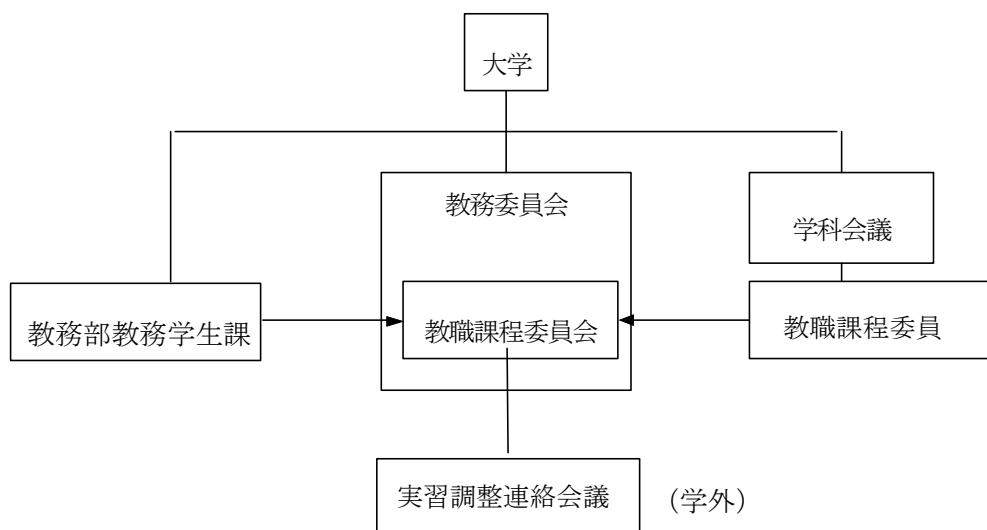 大学
教務委員会
学科会議
教務部教務学生課
教職課程委員会
教職課程委員
実習調整連絡会議
（学外）